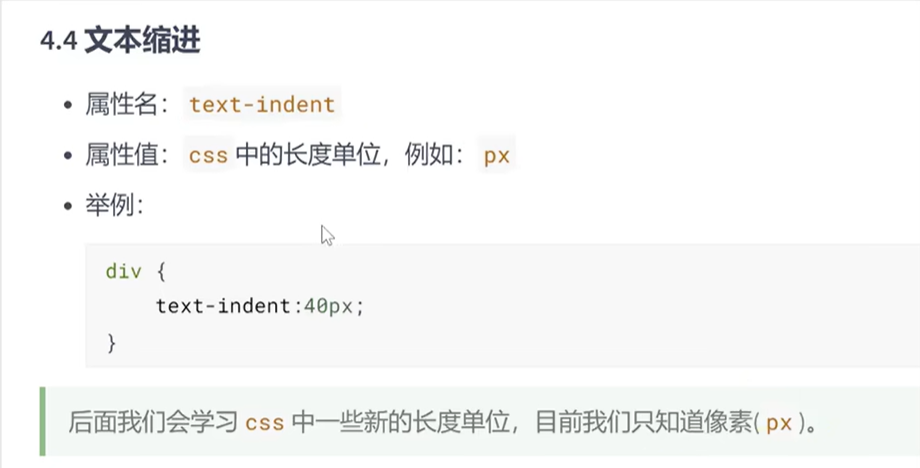 4.4 文本缩进
• 属性名： text-indent
• 属性值： css 中的长度单位，例如： px
• 举例：
div {
    text-indent:40px;
}
后面我们会学习 css 中一些新的长度单位，目前我们只知道像素( px )。